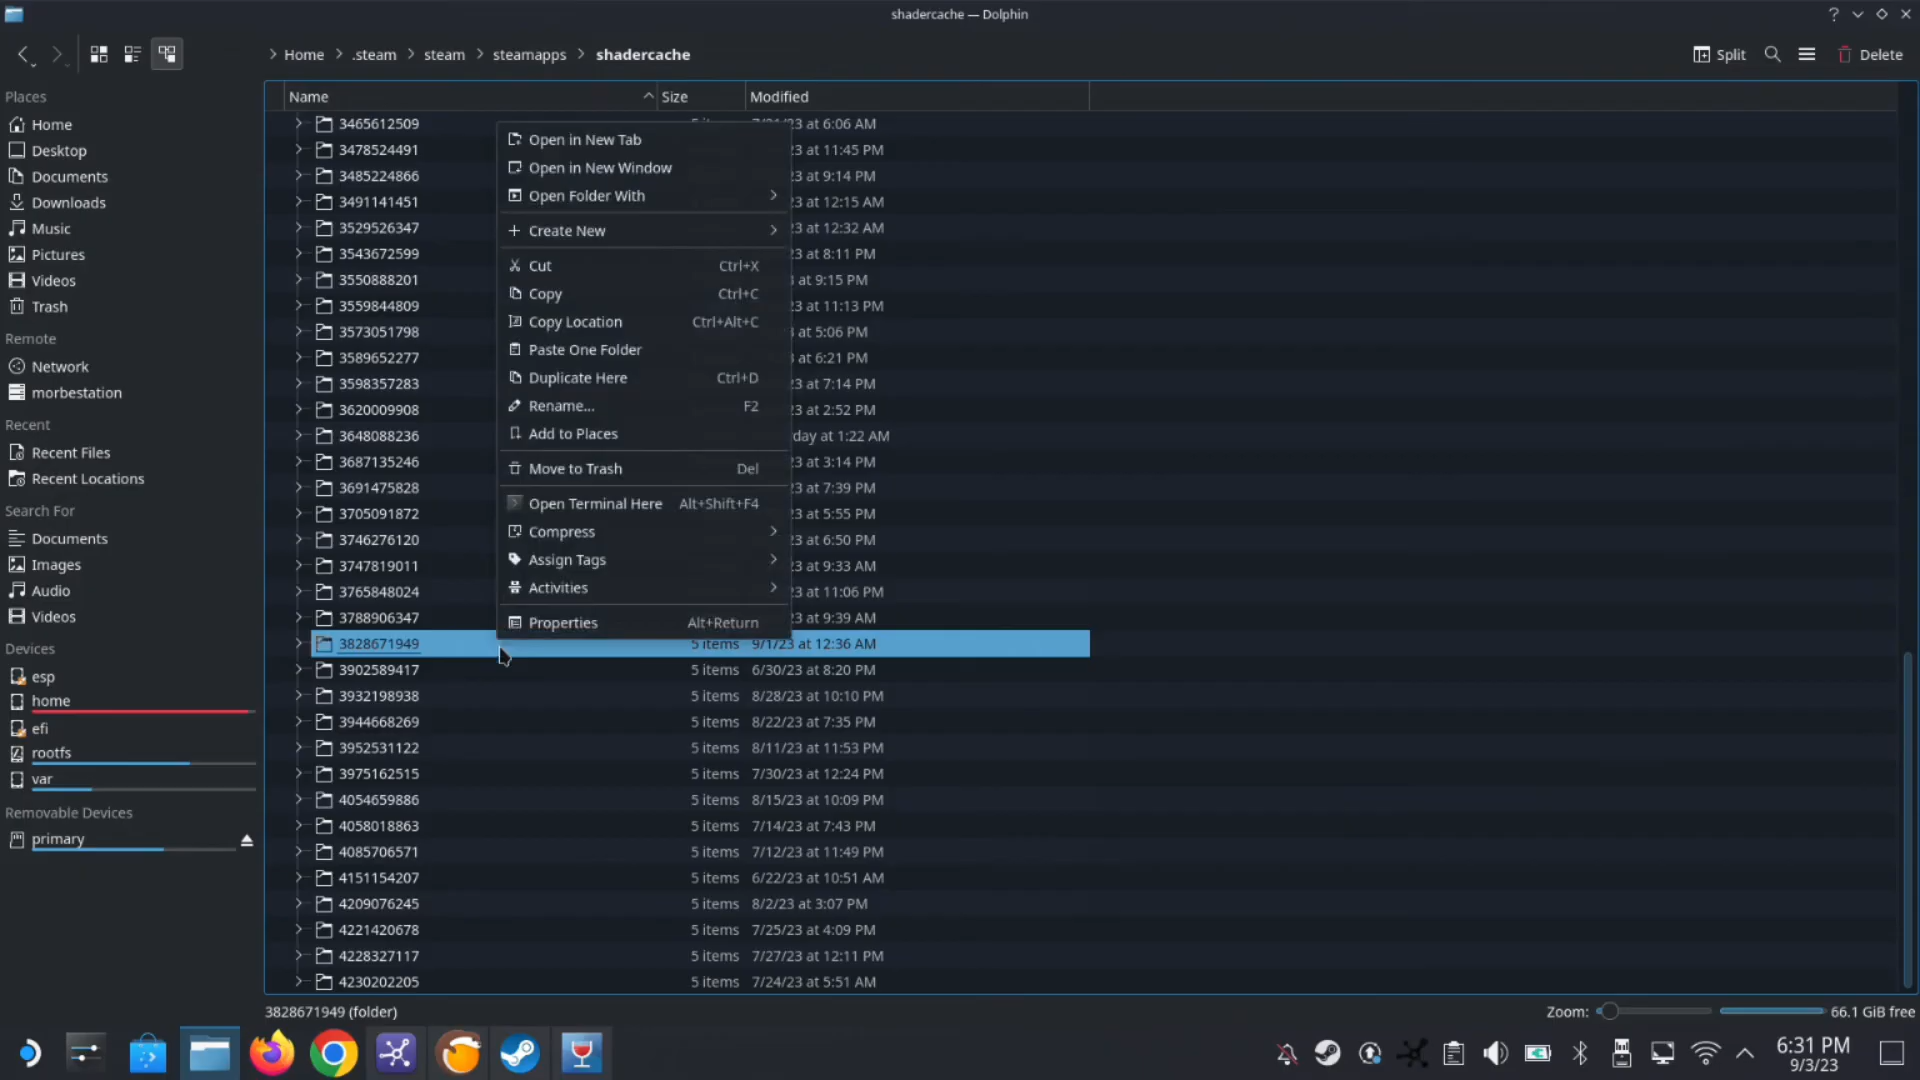 shadercache — Dolphin
?
Home > .steam > steam > steamapps > shadercache
Split
Delete
Places
Home
Desktop
Documents
Downloads
Music
Pictures
Videos
Trash
Remote
Network
morbestation
Recent
Recent Files
Recent Locations
Search For
Documents
Images
Audio
Videos
Devices
esp
home
efi
rootfs
var
Removable Devices
primary
Name Size Modified
3465612509 6:06 AM
3478524491 23 at 11:45 PM
3485224866 23 at 9:14 PM
3491141451 23 at 12:15 AM
3529526347 23 at 12:32 AM
3543672599 23 at 8:11 PM
3550888201 at 9:15 PM
3559844809 23 at 11:13 PM
3573051798 at 5:06 PM
3589652277 at 6:21 PM
3598357283 23 at 7:14 PM
3620009908 23 at 2:52 PM
3648088236 day at 1:22 AM
3687135246 23 at 3:14 PM
3691475828 23 at 7:39 PM
3705091872 23 at 5:55 PM
3746276120 23 at 6:50 PM
3747819011 23 at 9:33 AM
3765848024 23 at 11:06 PM
3788906347 23 at 9:39 AM
3828671949 5 items 9/1/23 at 12:36 AM
3902589417 5 items 6/30/23 at 8:20 PM
3932198938 5 items 8/28/23 at 10:10 PM
3944668269 5 items 8/22/23 at 7:35 PM
3952531122 5 items 8/11/23 at 11:53 PM
3975162515 5 items 7/30/23 at 12:24 PM
4054659886 5 items 8/15/23 at 10:09 PM
4058018863 5 items 7/14/23 at 7:43 PM
4085706571 5 items 7/12/23 at 11:49 PM
4151154207 5 items 6/22/23 at 10:51 AM
4209076245 5 items 8/2/23 at 3:07 PM
4221420678 5 items 7/25/23 at 4:09 PM
4228327117 5 items 7/27/23 at 12:11 PM
4230202205 5 items 7/24/23 at 5:51 AM
Open in New Tab
Open in New Window
Open Folder With
Create New
Cut Ctrl+X
Copy Ctrl+C
Copy Location Ctrl+Alt+C
Paste One Folder
Duplicate Here Ctrl+D
Rename... F2
Add to Places
Move to Trash Del
Open Terminal Here Alt+Shift+F4
Compress
Assign Tags
Activities
Properties Alt+Return
3828671949 (folder)
Zoom:
66.1 GiB free
6:31 PM
9/3/23